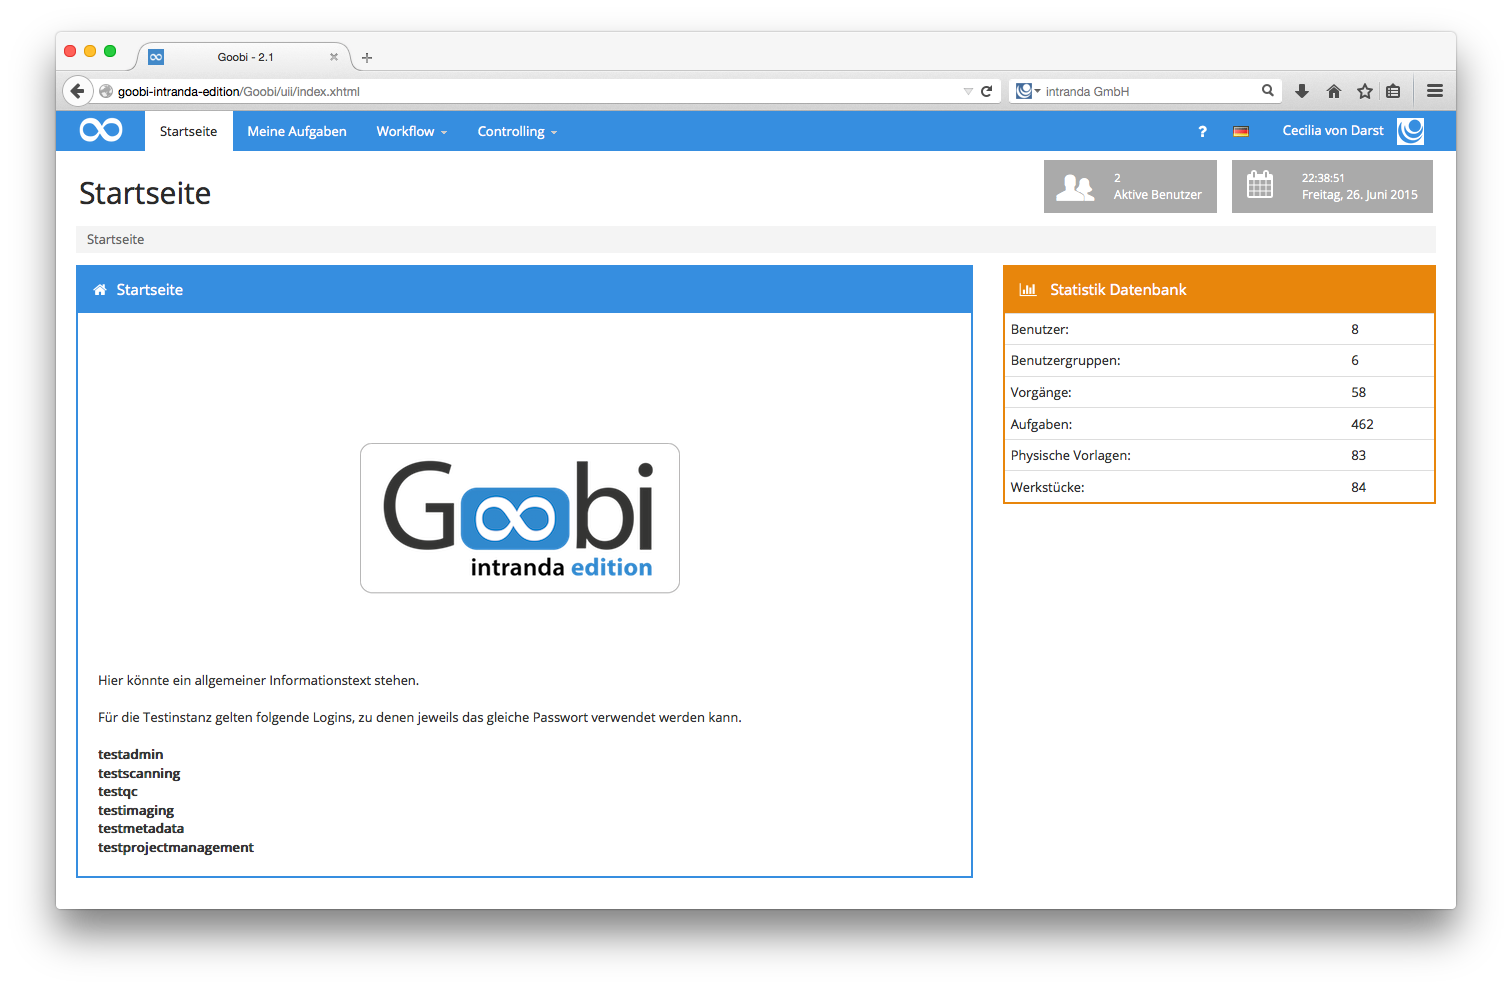 Goobi - 2.1
goobi-intranda-edition/Goobi/uii/index.xhtml
intranda GmbH
Startseite
Meine Aufgaben
Workflow
Controlling
?
Cecilia von Darst
Startseite
2
Aktive Benutzer
22:38:51
Freitag, 26. Juni 2015
Startseite
Startseite
Goobi
intranda edition
Hier könnte ein allgemeiner Informationstext stehen.
Für die Testinstanz gelten folgende Logins, zu denen jeweils das gleiche Passwort verwendet werden kann.
testadmin
testscanning
testqc
testimaging
testmetadata
testprojectmanagement
Statistik Datenbank
Benutzer: 8
Benutzergruppen: 6
Vorgänge: 58
Aufgaben: 462
Physische Vorlagen: 83
Werkstücke: 84